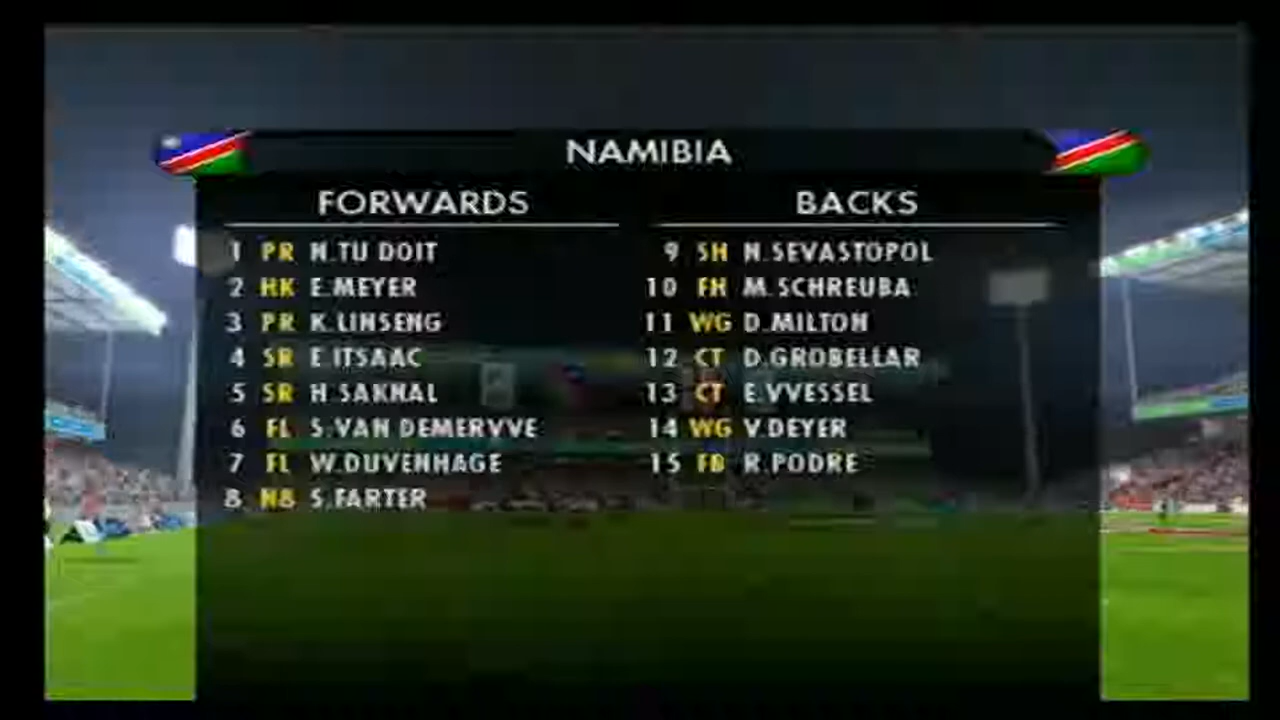 NAMIBIA
FORWARDS
1 PR N.TU DOIT
2 HK E.MEYER
3 PR K.LINSENG
4 SR E.ITSAAC
5 SR H.SAKNAL
6 FL S.VAN DEMERVVE
7 FL W.DUVENHAGE
8 N8 S.FARTER
BACKS
9 SH N.SEVASTOPOL
10 FH M.SCHREUBA
11 WG D.MILTON
12 CT D.GROBELLAR
13 CT E.VVESSEL
14 WG V.DEYER
15 FB R.PODRE